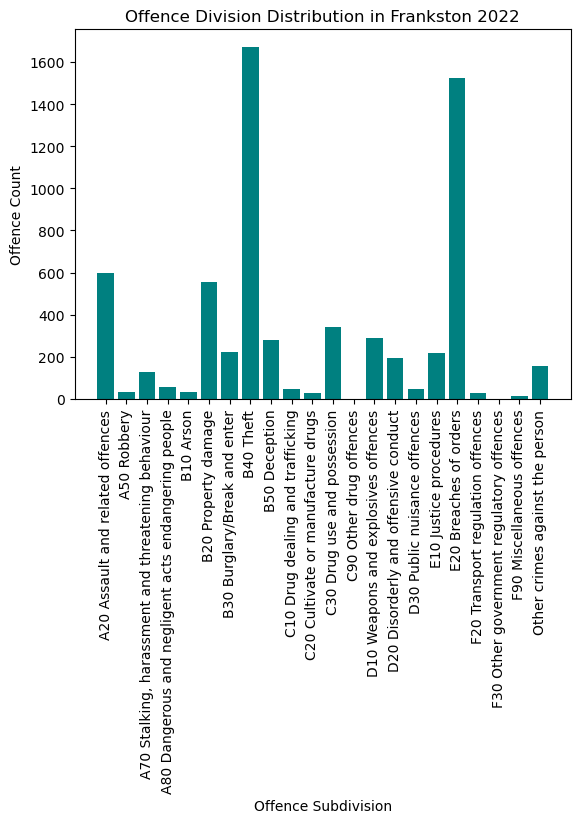 Offence Division Distribution in Frankston 2022
Offence Count
1600
1400
1200
1000
800
600
400
200
0
A20 Assault and related offences
A50 Robbery
A70 Stalking, harassment and threatening behaviour
A80 Dangerous and negligent acts endangering people
B10 Arson
B20 Property damage
B30 Burglary/Break and enter
B40 Theft
B50 Deception
C10 Drug dealing and trafficking
C20 Cultivate or manufacture drugs
C30 Drug use and possession
C90 Other drug offences
D10 Weapons and explosives offences
D20 Disorderly and offensive conduct
D30 Public nuisance offences
E10 Justice procedures
E20 Breaches of orders
F20 Transport regulation offences
F30 Other government regulatory offences
F90 Miscellaneous offences
Other crimes against the person
Offence Subdivision